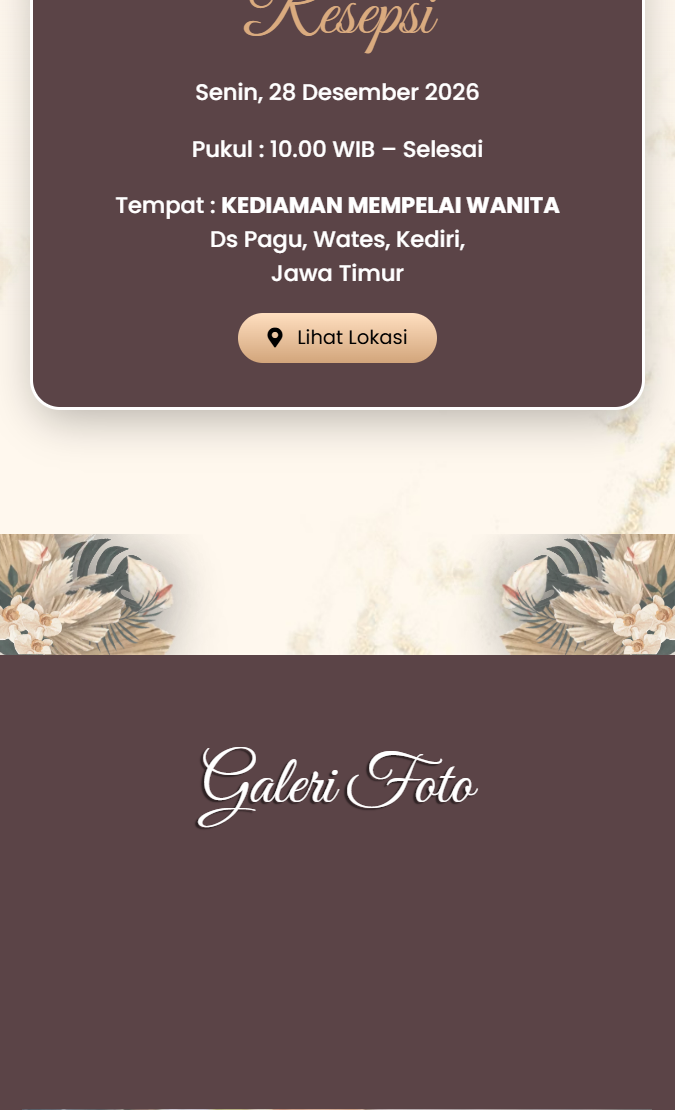 Resepsi
Senin, 28 Desember 2026
Pukul : 10.00 WIB – Selesai
Tempat : KEDIAMAN MEMPELAI WANITA
Ds Pagu, Wates, Kediri,
Jawa Timur
Lihat Lokasi
Galeri Foto